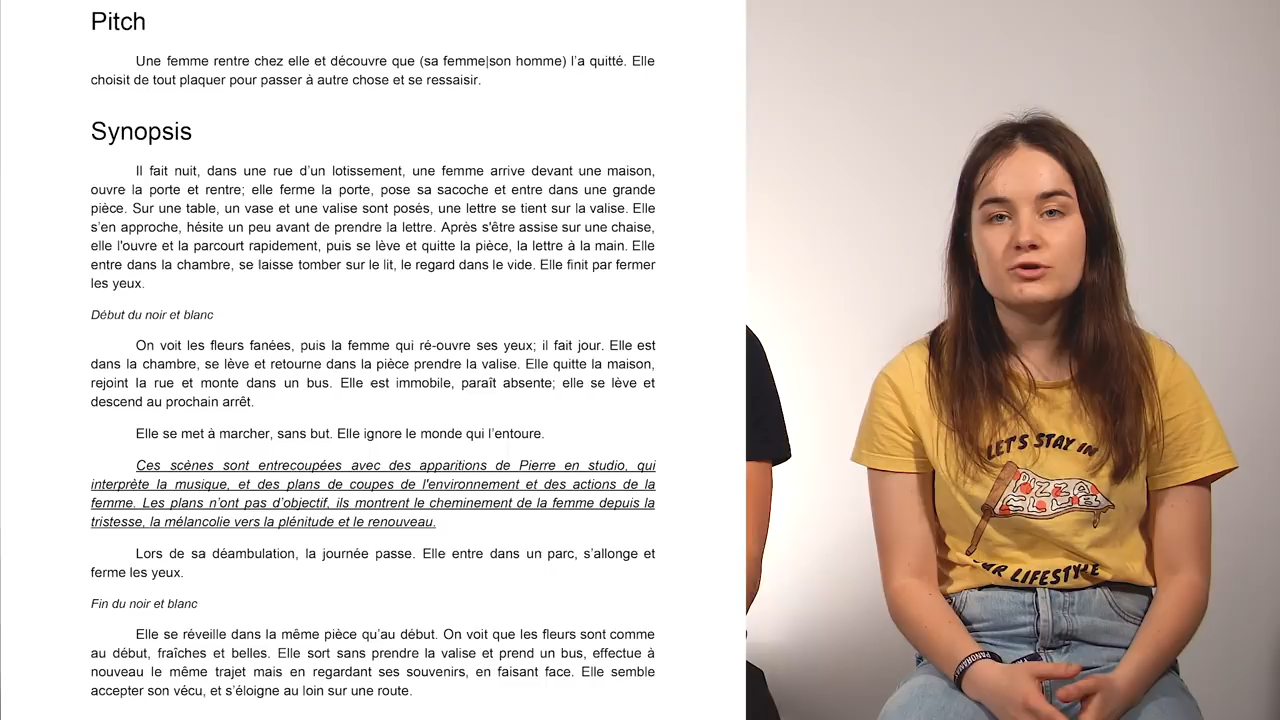 Pitch
Une femme rentre chez elle et découvre que (sa femme|son homme) l'a quitté. Elle
choisit de tout plaquer pour passer à autre chose et se ressaisir.
Synopsis
Il fait nuit, dans une rue d'un lotissement, une femme arrive devant une maison,
ouvre la porte et rentre; elle ferme la porte, pose sa sacoche et entre dans une grande
pièce. Sur une table, un vase et une valise sont posés, une lettre se tient sur la valise. Elle
s'en approche, hésite un peu avant de prendre la lettre. Après s'être assise sur une chaise,
elle l'ouvre et la parcourt rapidement, puis se lève et quitte la pièce, la lettre à la main. Elle
entre dans la chambre, se laisse tomber sur le lit, le regard dans le vide. Elle finit par fermer
les yeux.
Début du noir et blanc
On voit les fleurs fanées, puis la femme qui ré-ouvre ses yeux; il fait jour. Elle est
dans la chambre, se lève et retourne dans la pièce prendre la valise. Elle quitte la maison,
rejoint la rue et monte dans un bus. Elle est immobile, paraît absente; elle se lève et
descend au prochain arrêt.
Elle se met à marcher, sans but. Elle ignore le monde qui l'entoure.
Ces scènes sont entrecoupées avec des apparitions de Pierre en studio, qui
interprète la musique, et des plans de coupes de l'environnement et des actions de la
femme. Les plans n'ont pas d'objectif, ils montrent le cheminement de la femme depuis la
tristesse, la mélancolie vers la plénitude et le renouveau.
Lors de sa déambulation, la journée passe. Elle entre dans un parc, s'allonge et
ferme les yeux.
Fin du noir et blanc
Elle se réveille dans la même pièce qu'au début. On voit que les fleurs sont comme
au début, fraîches et belles. Elle sort sans prendre la valise et prend un bus, effectue à
nouveau le même trajet mais en regardant ses souvenirs, en faisant face. Elle semble
accepter son vécu, et s'éloigne au loin sur une route.
LET'S STAY IN
PIZZA
CLUB
LIFESTYLE